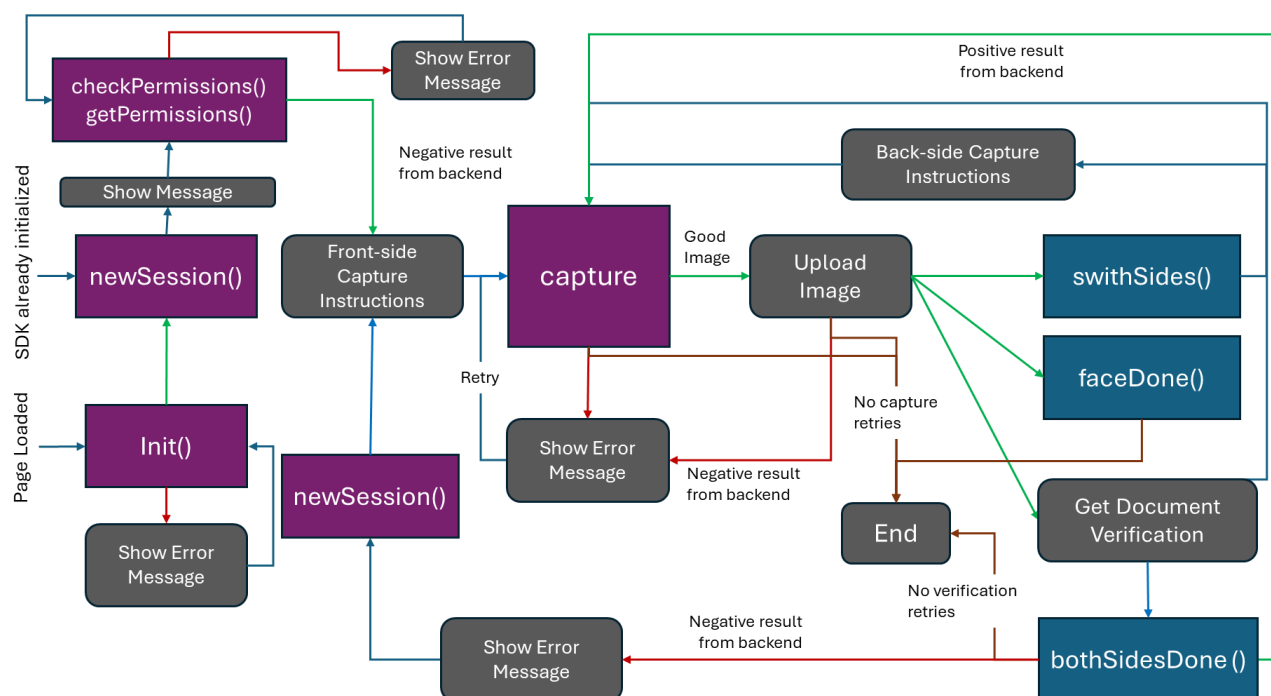 Show Error
Message
Positive result
from backend
checkPermissions()
getPermissions()
Negative result
from backend
Back-side Capture
Instructions
Show Message
SDK already initialized
newSession()
Front-side
Capture
Instructions
capture
Good
Image
Upload
Image
swithSides()
Retry
faceDone()
No capture
retries
Page Loaded
Init()
Show Error
Message
Negative result
from backend
newSession()
Get Document
Verification
End
Show Error
Message
No verification
retries
Negative result
from backend
Show Error
Message
bothSidesDone()